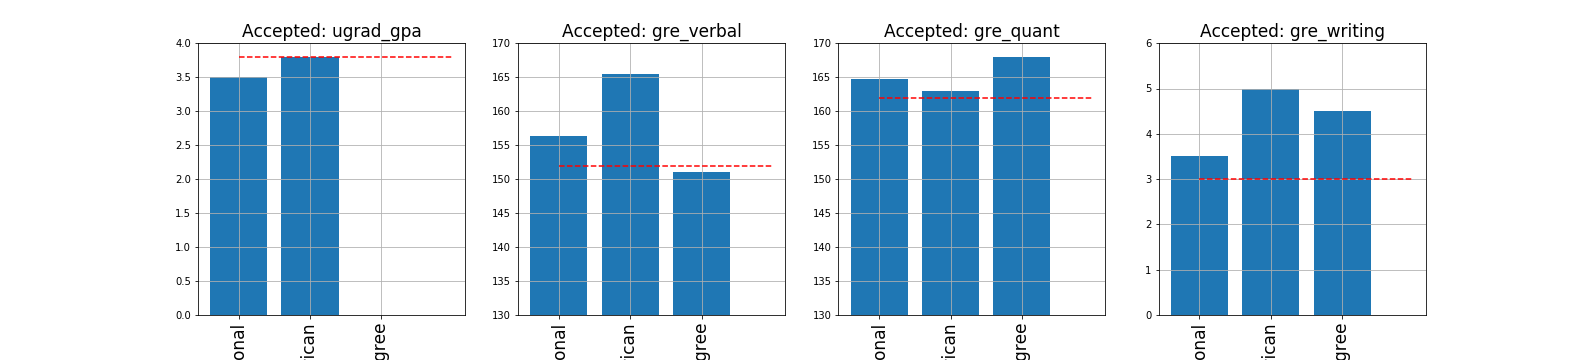 Accepted: ugrad_gpa
4.0
3.5
3.0
2.5
2.0
1.5
1.0
0.5
0.0
onal
ican
gree
Accepted: gre_verbal
170
165
160
155
150
145
140
135
130
onal
ican
gree
Accepted: gre_quant
170
165
160
155
150
145
140
135
130
onal
ican
gree
Accepted: gre_writing
6
5
4
3
2
1
0
onal
ican
gree